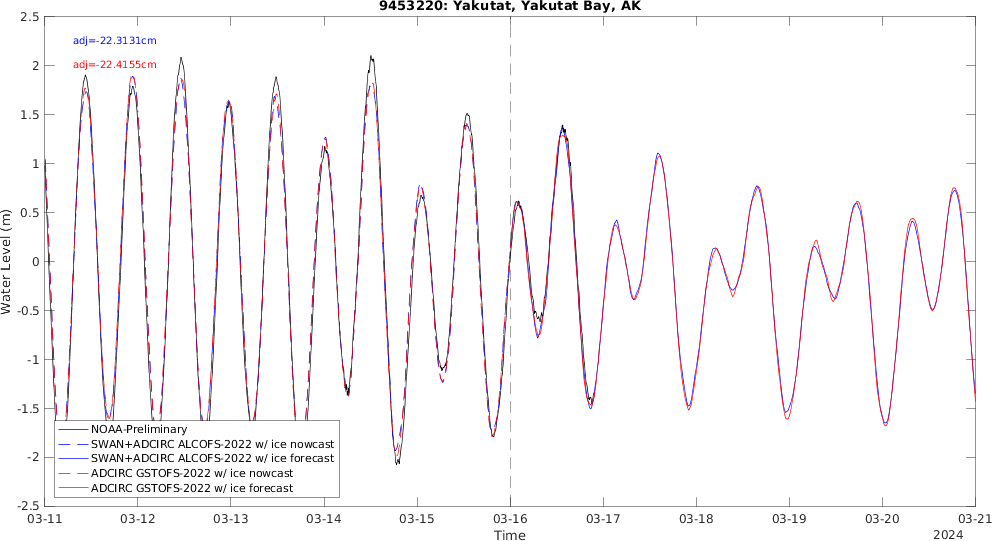 9453220: Yakutat, Yakutat Bay, AK
adj=-22.3131cm
adj=-22.4155cm
2.5
2
1.5
1
0.5
0
-0.5
-1
-1.5
-2
-2.5
Water Level (m)
NOAA-Preliminary
SWAN+ADCIRC ALCOFS-2022 w/ ice nowcast
SWAN+ADCIRC ALCOFS-2022 w/ ice forecast
ADCIRC GSTOFS-2022 w/ ice nowcast
ADCIRC GSTOFS-2022 w/ ice forecast
03-11 03-12 03-13 03-14 03-15 03-16 03-17 03-18 03-19 03-20 03-21
Time
2024